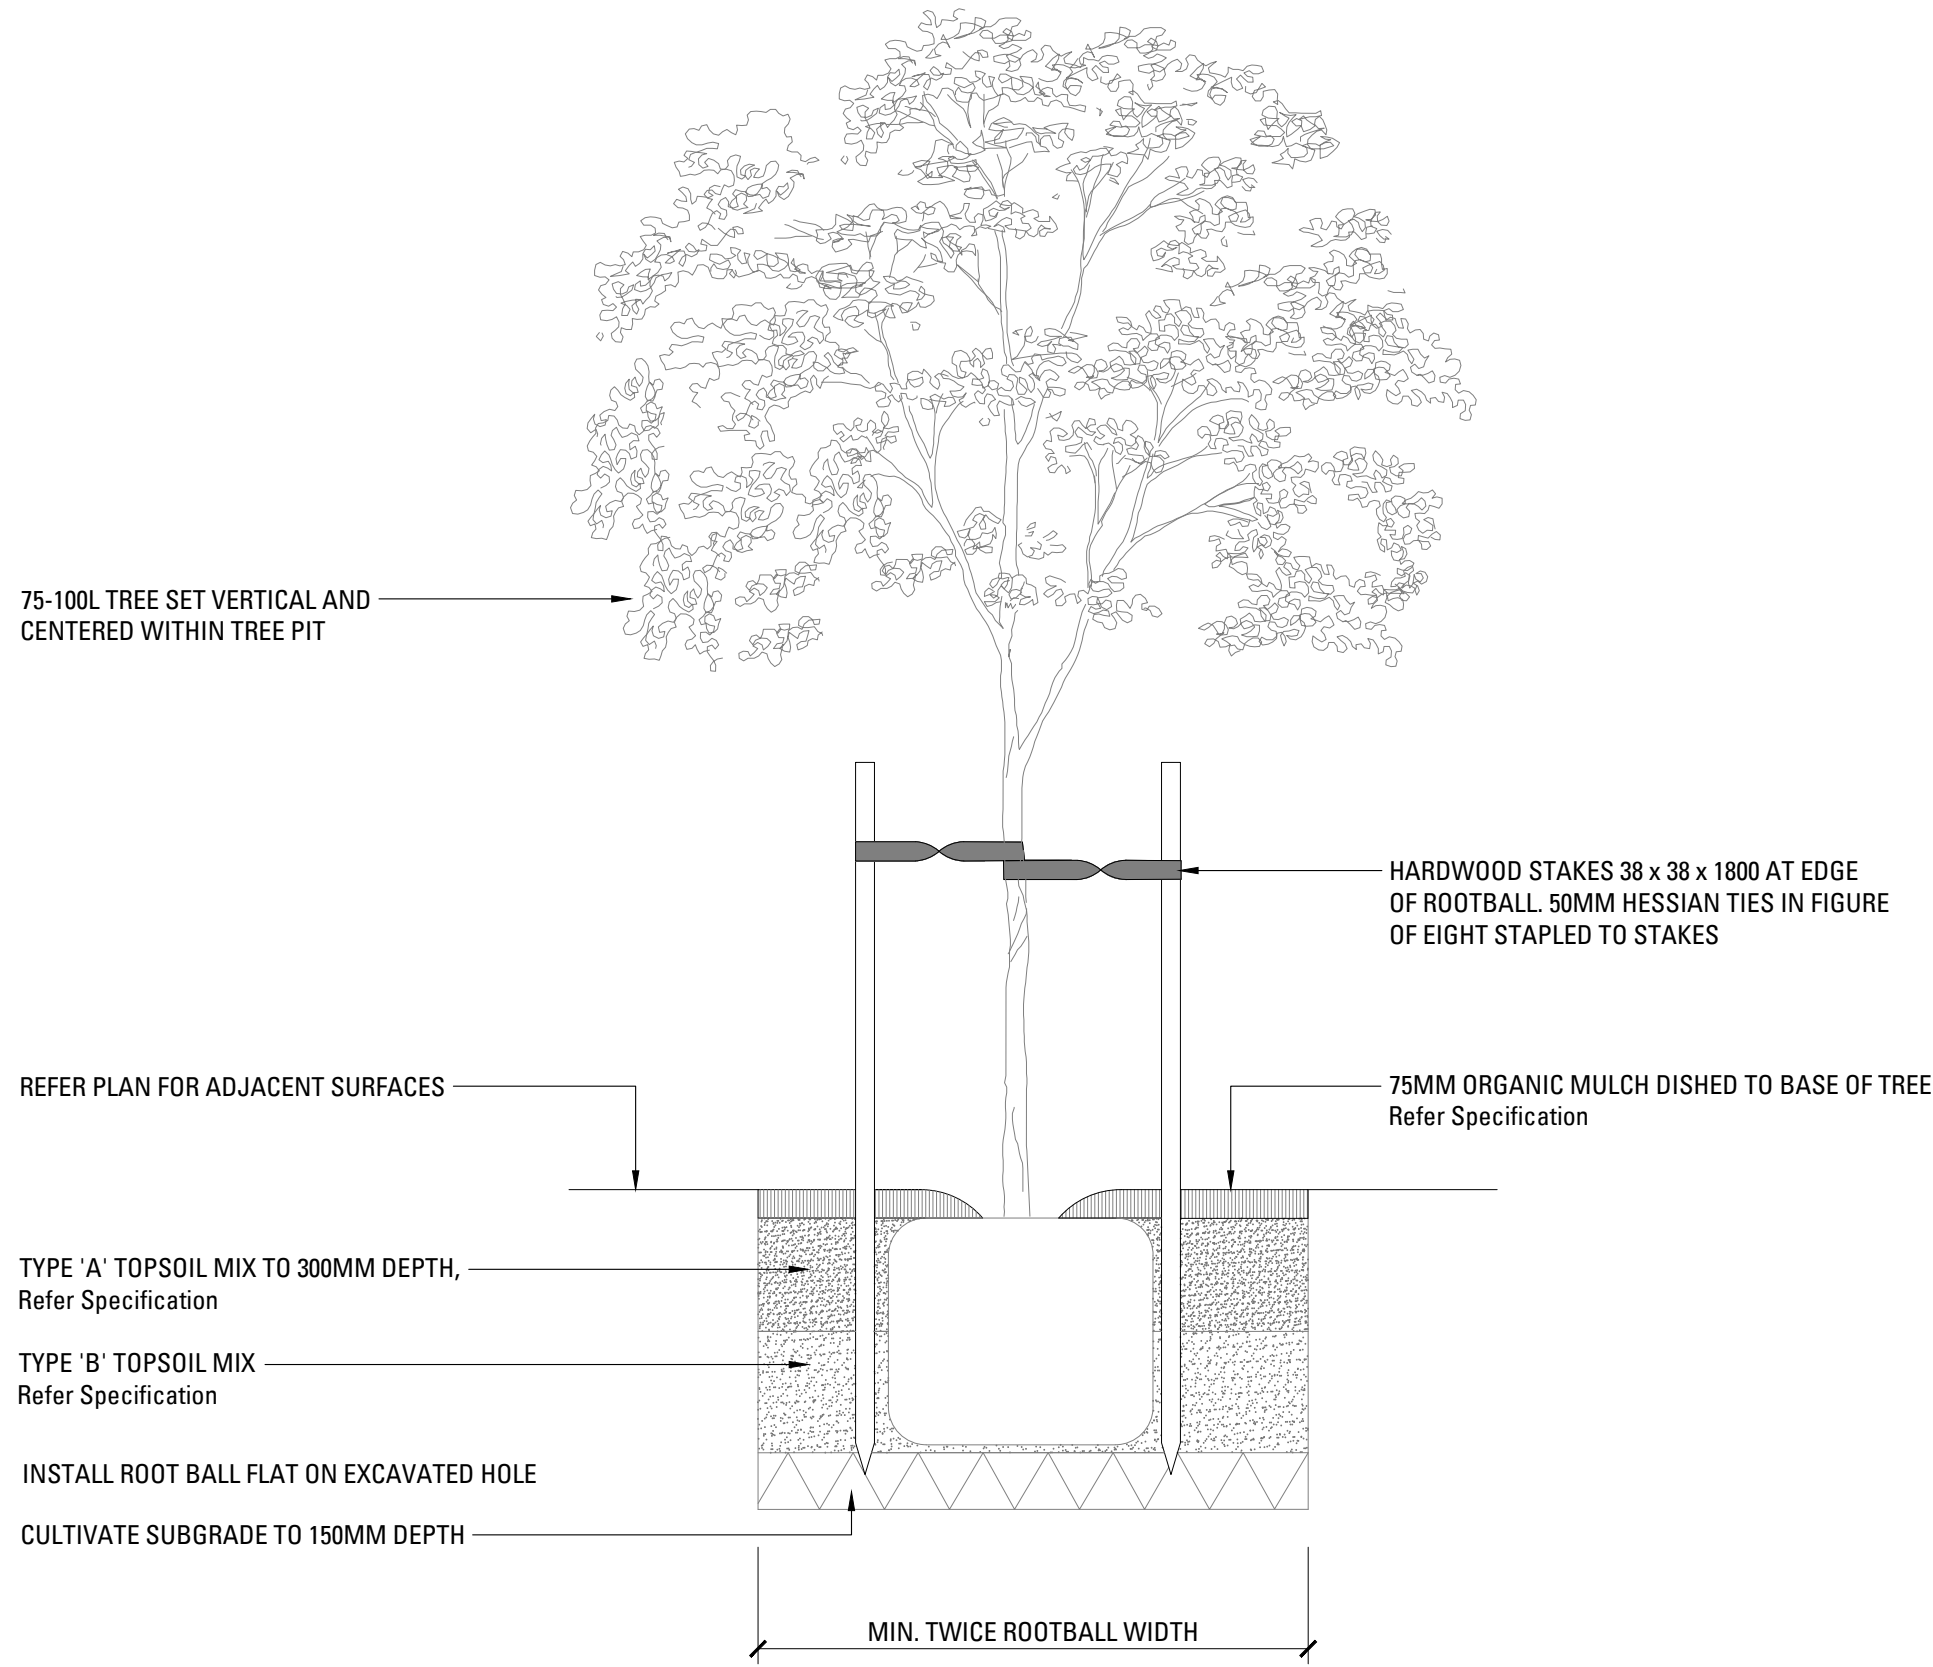 75-100L TREE SET VERTICAL AND
CENTERED WITHIN TREE PIT
HARDWOOD STAKES 38 x 38 x 1800 AT EDGE
OF ROOTBALL. 50MM HESSIAN TIES IN FIGURE
OF EIGHT STAPLED TO STAKES
REFER PLAN FOR ADJACENT SURFACES
75MM ORGANIC MULCH DISHED TO BASE OF TREE
Refer Specification
TYPE 'A' TOPSOIL MIX TO 300MM DEPTH,
Refer Specification
TYPE 'B' TOPSOIL MIX
Refer Specification
INSTALL ROOT BALL FLAT ON EXCAVATED HOLE
CULTIVATE SUBGRADE TO 150MM DEPTH
MIN. TWICE ROOTBALL WIDTH